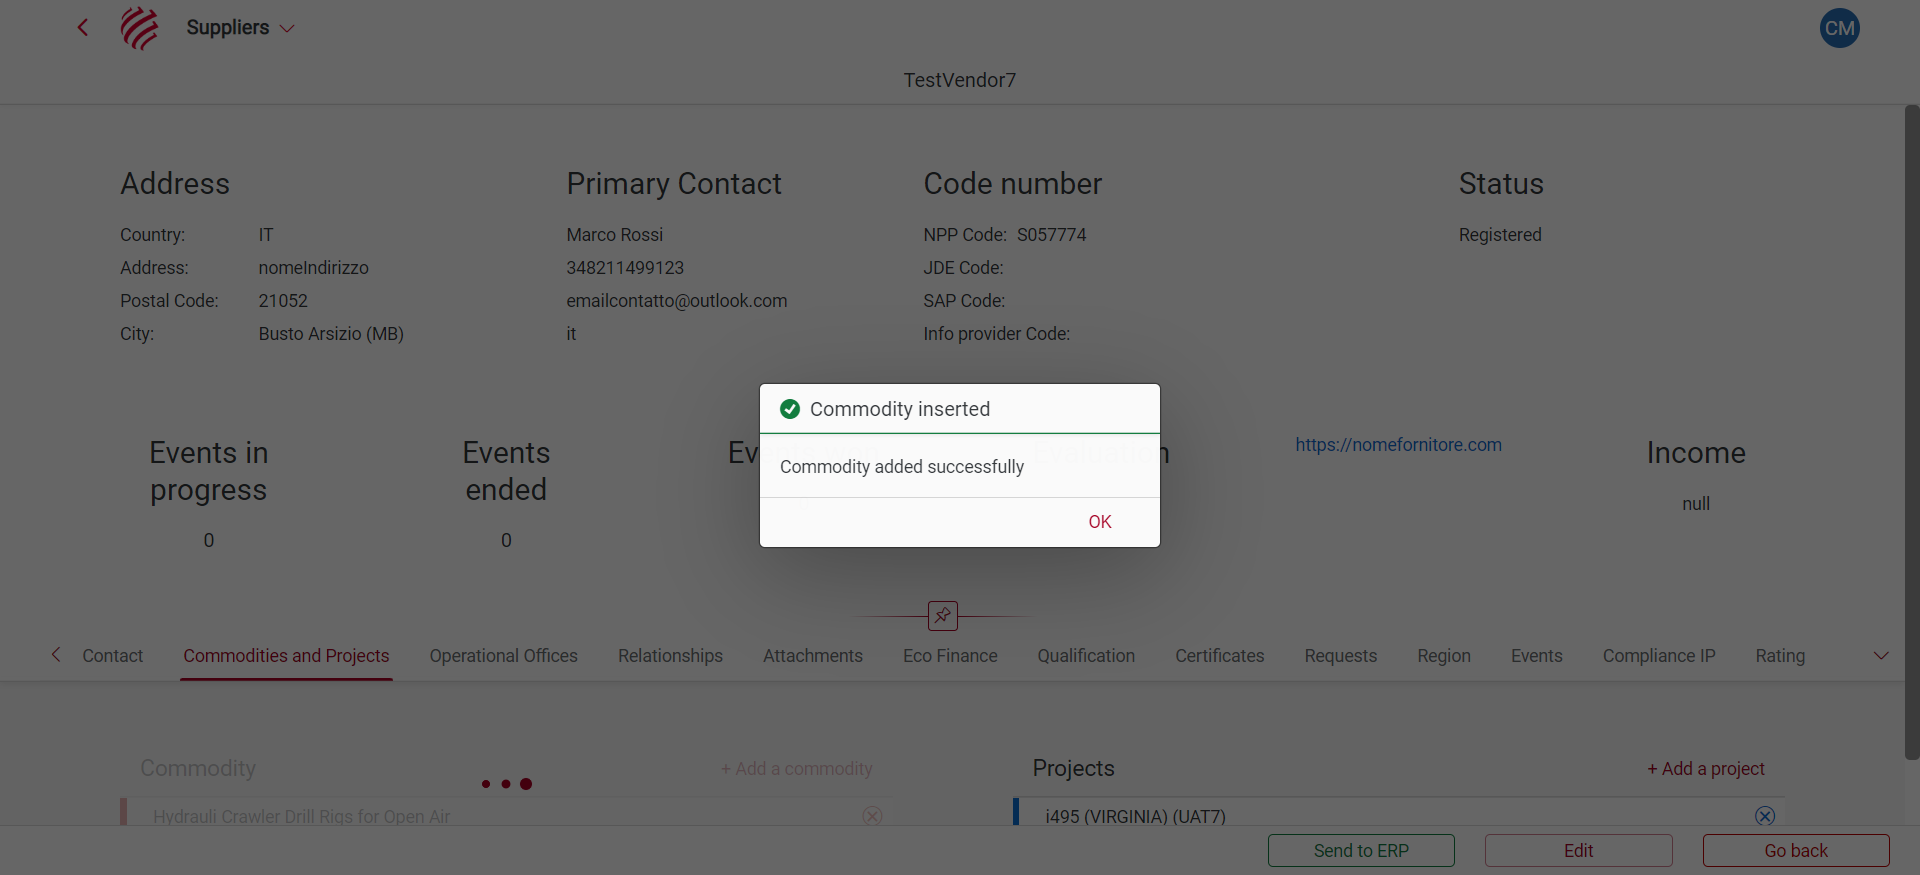 Suppliers
CM
TestVendor7
Address
Country: IT
Address: nomeIndirizzo
Postal Code: 21052
City: Busto Arsizio (MB)
Primary Contact
Marco Rossi
348211499123
emailcontatto@outlook.com
it
Code number
NPP Code: S057774
JDE Code:
SAP Code:
Info provider Code:
Status
Registered
Events in
progress
0
Events
ended
0
https://nomefornitore.com
Income
null
Commodity inserted
Commodity added successfully
OK
Contact Commodities and Projects Operational Offices Relationships Attachments Eco Finance Qualification Certificates Requests Region Events Compliance IP Rating
Commodity + Add a commodity
Hydrauli Crawler Drill Rigs for Open Air
Projects + Add a project
i495 (VIRGINIA) (UAT7)
Send to ERP Edit Go back